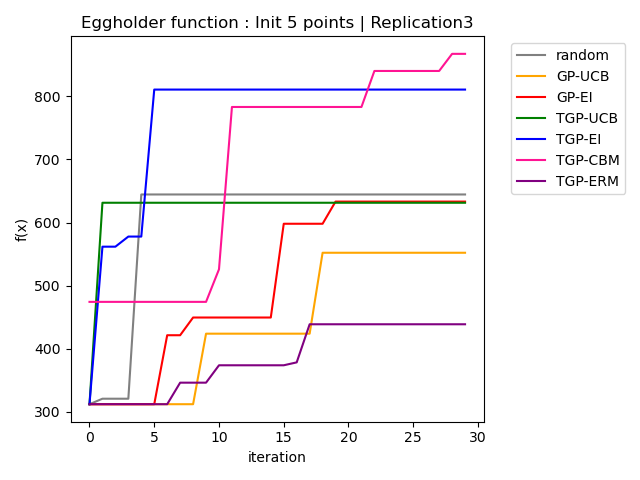 Eggholder function : Init 5 points | Replication3
random
GP-UCB
GP-EI
TGP-UCB
TGP-EI
TGP-CBM
TGP-ERM
f(x)
800
700
600
500
400
300
0 5 10 15 20 25 30
iteration